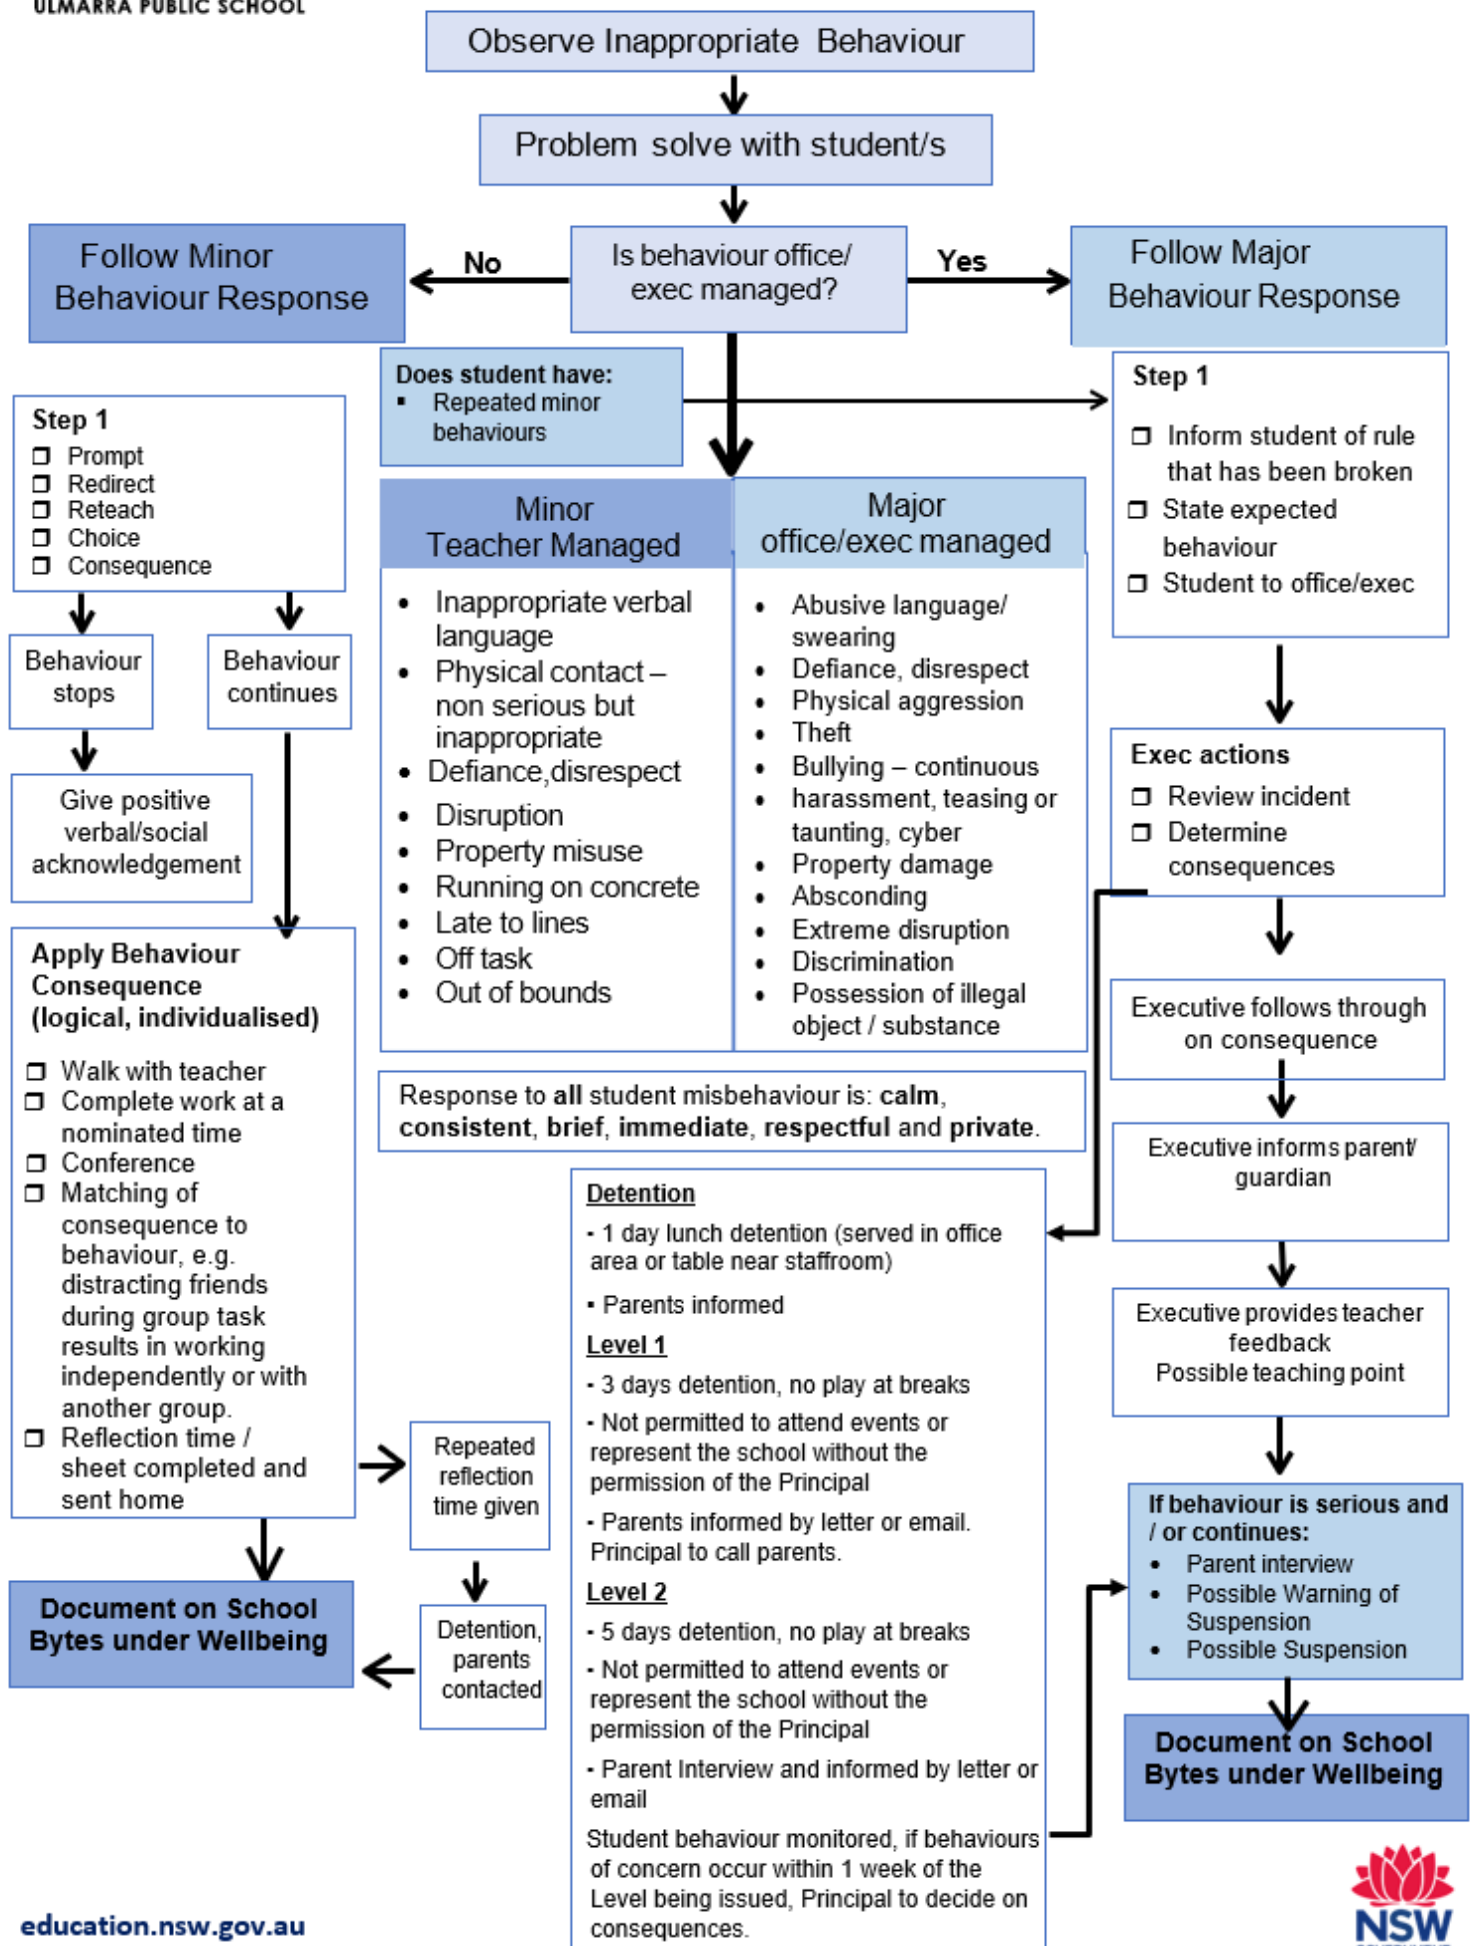 ULMARRA PUBLIC SCHOOL
Observe Inappropriate Behaviour
Problem solve with student/s
Follow Minor
Behaviour Response
No
Is behaviour office/
exec managed?
Yes
Follow Major
Behaviour Response
Does student have:
▪ Repeated minor
behaviours
Step 1
❒ Prompt
❒ Redirect
❒ Reteach
❒ Choice
❒ Consequence
Behaviour
stops
Behaviour
continues
Give positive
verbal/social
acknowledgement
Apply Behaviour
Consequence
(logical, individualised)
❒ Walk with teacher
❒ Complete work at a
nominated time
❒ Conference
❒ Matching of
consequence to
behaviour, e.g.
distracting friends
during group task
results in working
independently or with
another group.
❒ Reflection time /
sheet completed and
sent home
Repeated
reflection
time given
Detention,
parents
contacted
Document on School
Bytes under Wellbeing
Minor
Teacher Managed
• Inappropriate verbal
language
• Physical contact –
non serious but
inappropriate
• Defiance,disrespect
• Disruption
• Property misuse
• Running on concrete
• Late to lines
• Off task
• Out of bounds
Major
office/exec managed
• Abusive language/
swearing
• Defiance, disrespect
• Physical aggression
• Theft
• Bullying – continuous
• harassment, teasing or
taunting, cyber
• Property damage
• Absconding
• Extreme disruption
• Discrimination
• Possession of illegal
object / substance
Response to all student misbehaviour is: calm,
consistent, brief, immediate, respectful and private.
Detention
- 1 day lunch detention (served in office
area or table near staffroom)
▪ Parents informed
Level 1
- 3 days detention, no play at breaks
- Not permitted to attend events or
represent the school without the
permission of the Principal
- Parents informed by letter or email.
Principal to call parents.
Level 2
- 5 days detention, no play at breaks
- Not permitted to attend events or
represent the school without the
permission of the Principal
- Parent Interview and informed by letter or
email
Student behaviour monitored, if behaviours
of concern occur within 1 week of the
Level being issued, Principal to decide on
consequences.
Step 1
❒ Inform student of rule
that has been broken
❒ State expected
behaviour
❒ Student to office/exec
Exec actions
❒ Review incident
❒ Determine
consequences
Executive follows through
on consequence
Executive informs parent/
guardian
Executive provides teacher
feedback
Possible teaching point
If behaviour is serious and
/ or continues:
• Parent interview
• Possible Warning of
Suspension
• Possible Suspension
Document on School
Bytes under Wellbeing
education.nsw.gov.au
NSW